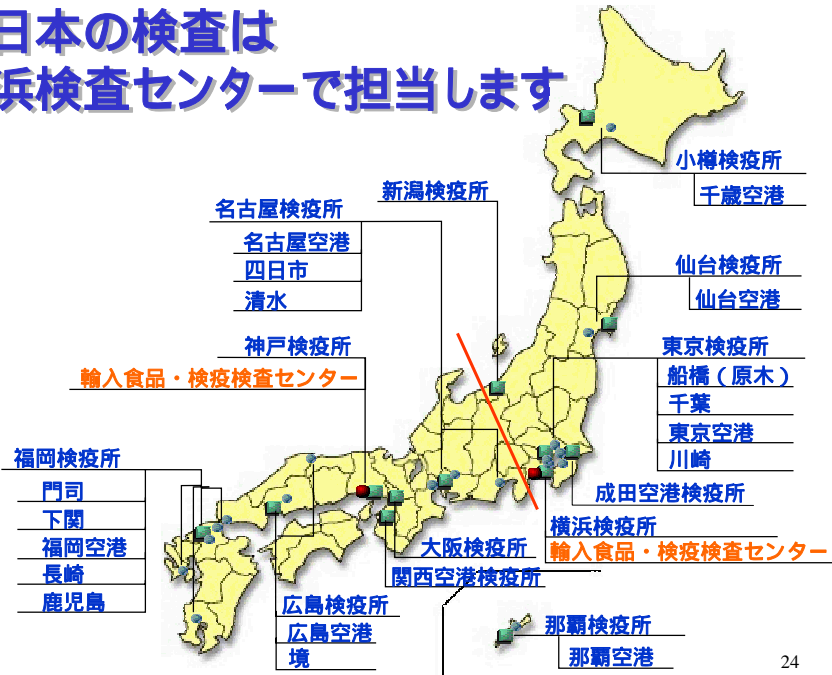 日本の検査は
浜検査センターで担当します
小樽検疫所
千歳空港
新潟検疫所
名古屋検疫所
名古屋空港
四日市
清水
仙台検疫所
仙台空港
神戸検疫所
輸入食品・検疫検査センター
東京検疫所
船橋（原木）
千葉
東京空港
川崎
福岡検疫所
門司
下関
福岡空港
長崎
鹿児島
成田空港検疫所
横浜検疫所
輸入食品・検疫検査センター
大阪検疫所
関西空港検疫所
広島検疫所
広島空港
境
那覇検疫所
那覇空港
24